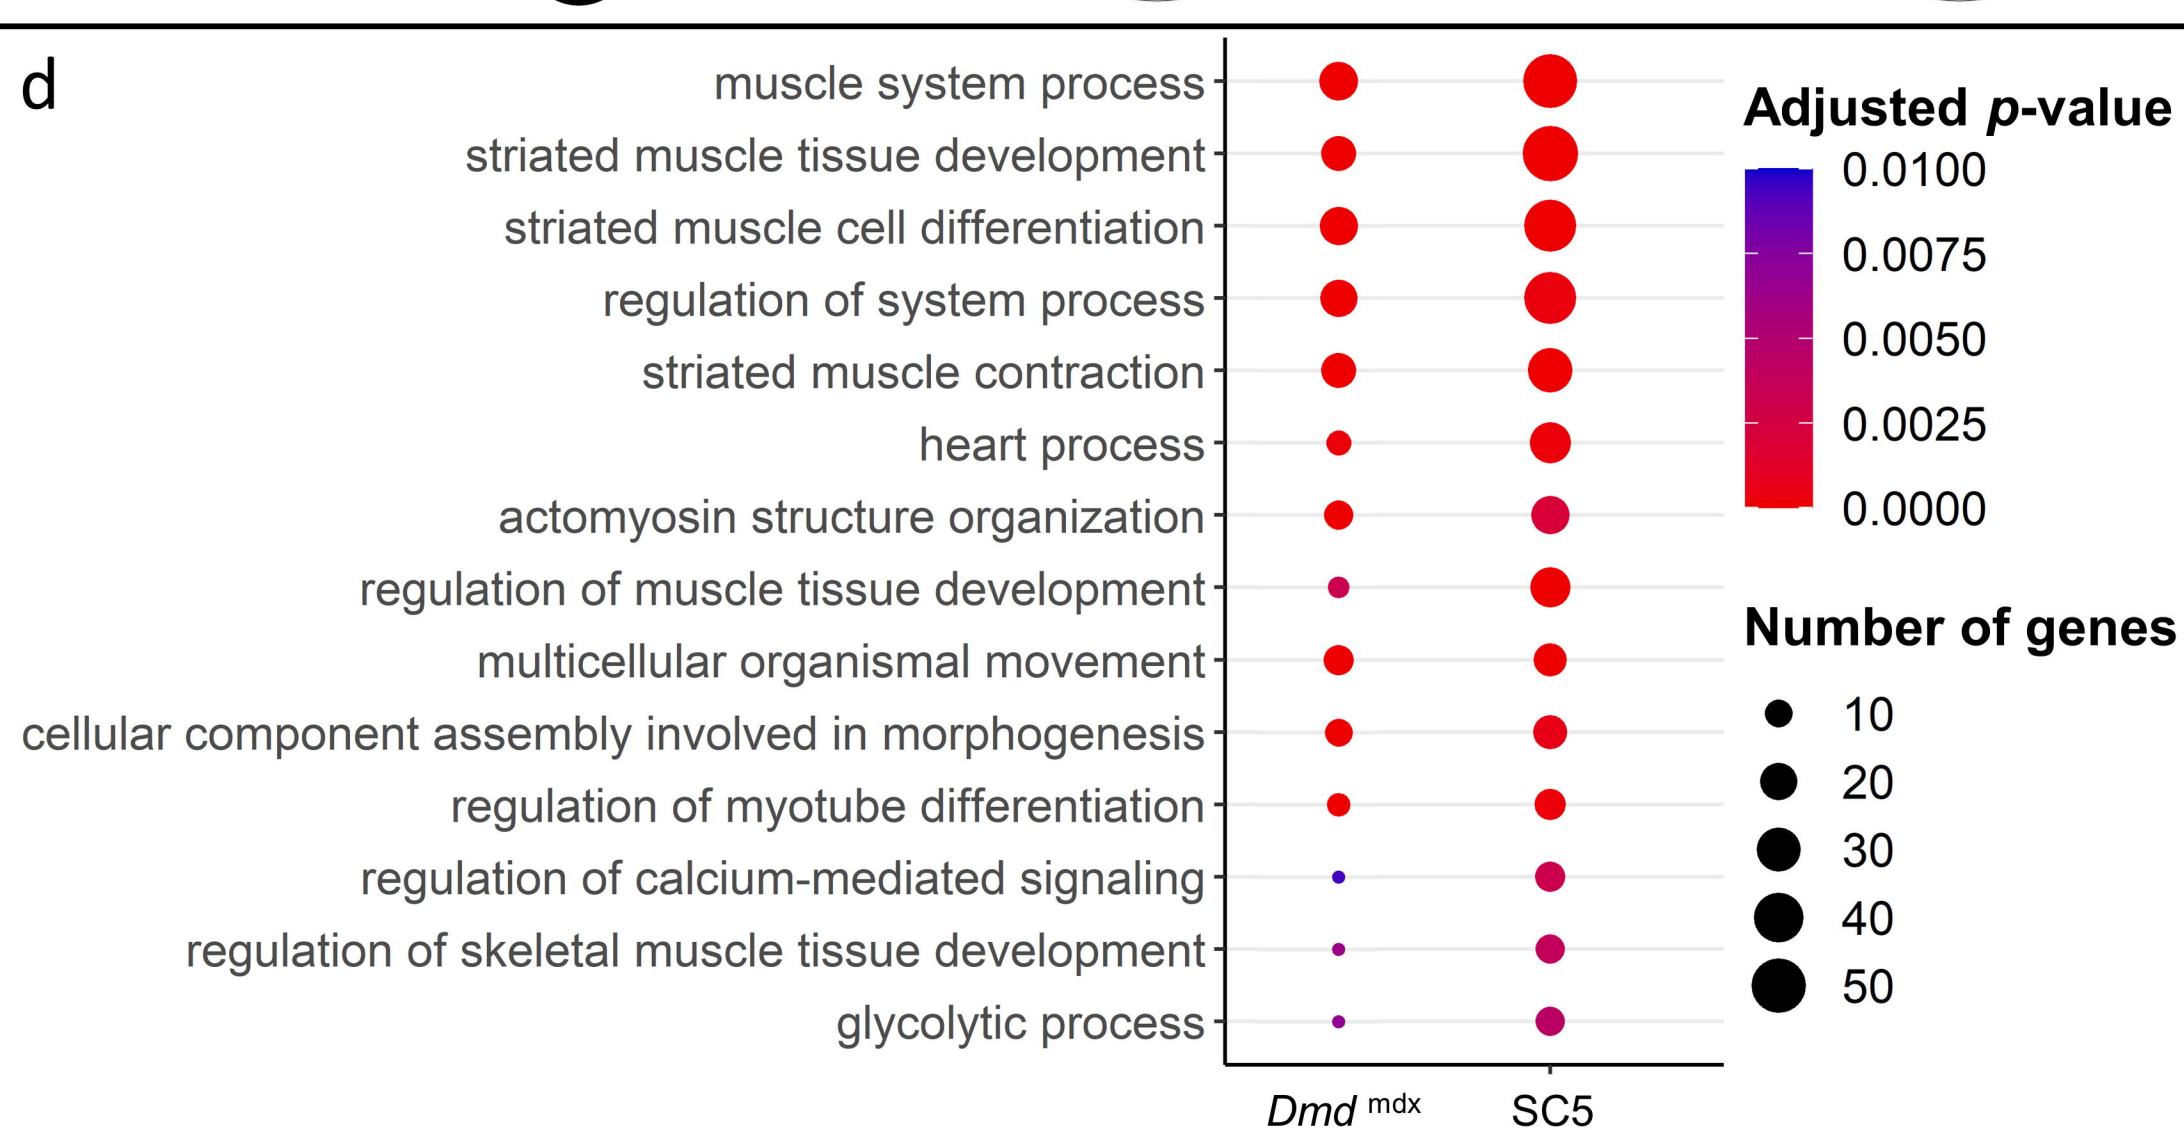 d
muscle system process
striated muscle tissue development
striated muscle cell differentiation
regulation of system process
striated muscle contraction
heart process
actomyosin structure organization
regulation of muscle tissue development
multicellular organismal movement
cellular component assembly involved in morphogenesis
regulation of myotube differentiation
regulation of calcium-mediated signaling
regulation of skeletal muscle tissue development
glycolytic process
Dmd mdx
SC5
Adjusted p-value
0.0100
0.0075
0.0050
0.0025
0.0000
Number of genes
10
20
30
40
50